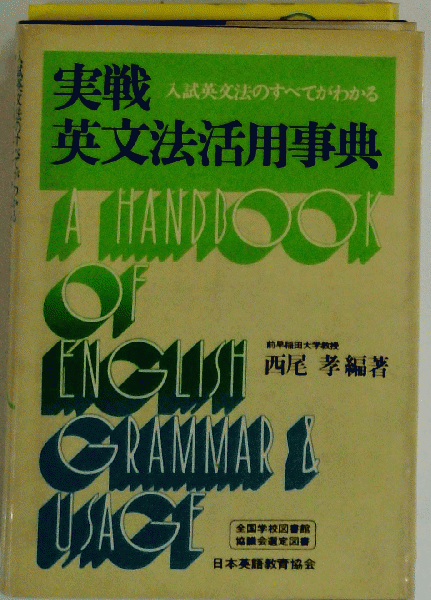 実戦
入試英文法のすべてがわかる
英文法活用事典
A HANDBOOK
OF
ENGLISH
GRAMMAR &
USAGE
前早稲田大学教授
西尾 孝編著
全国学校図書館
協議会選定図書
日本英語教育協会